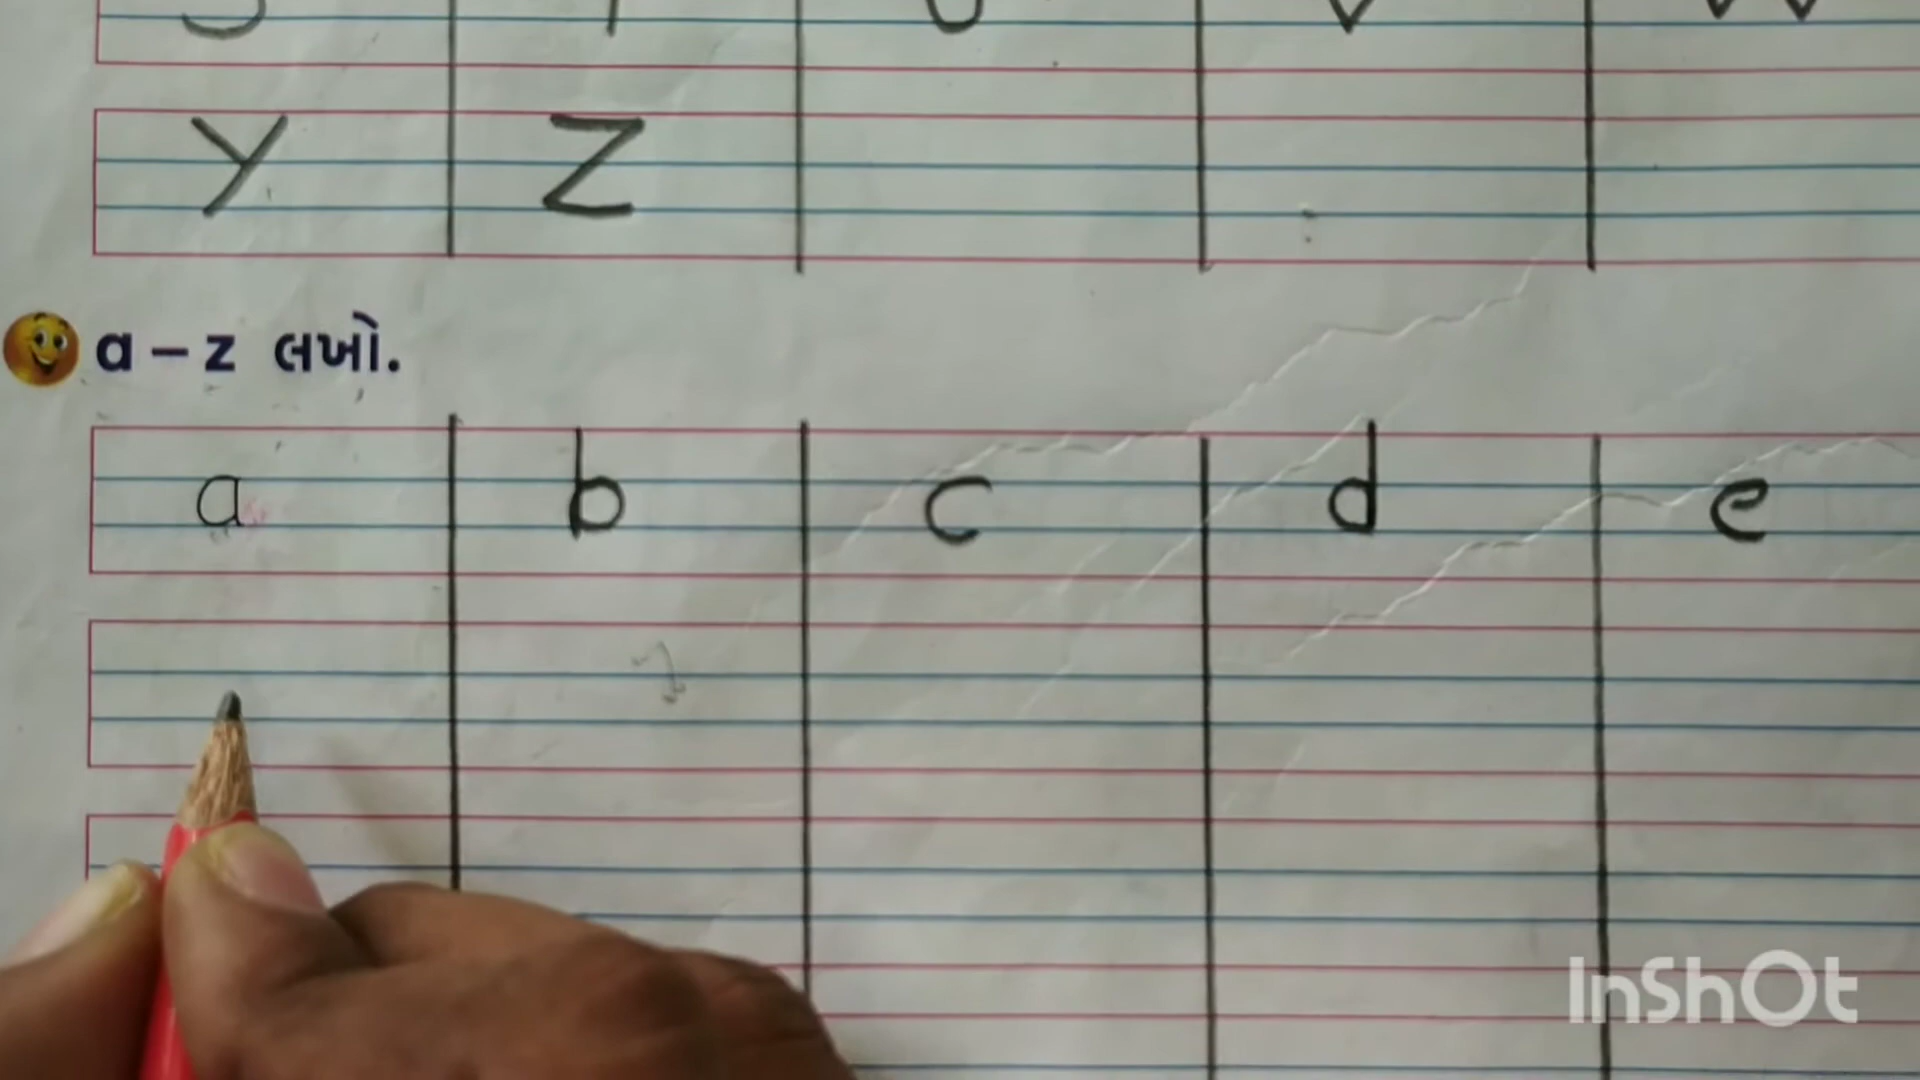 Y Z
a – z લખો.
a b c d e
InShOt